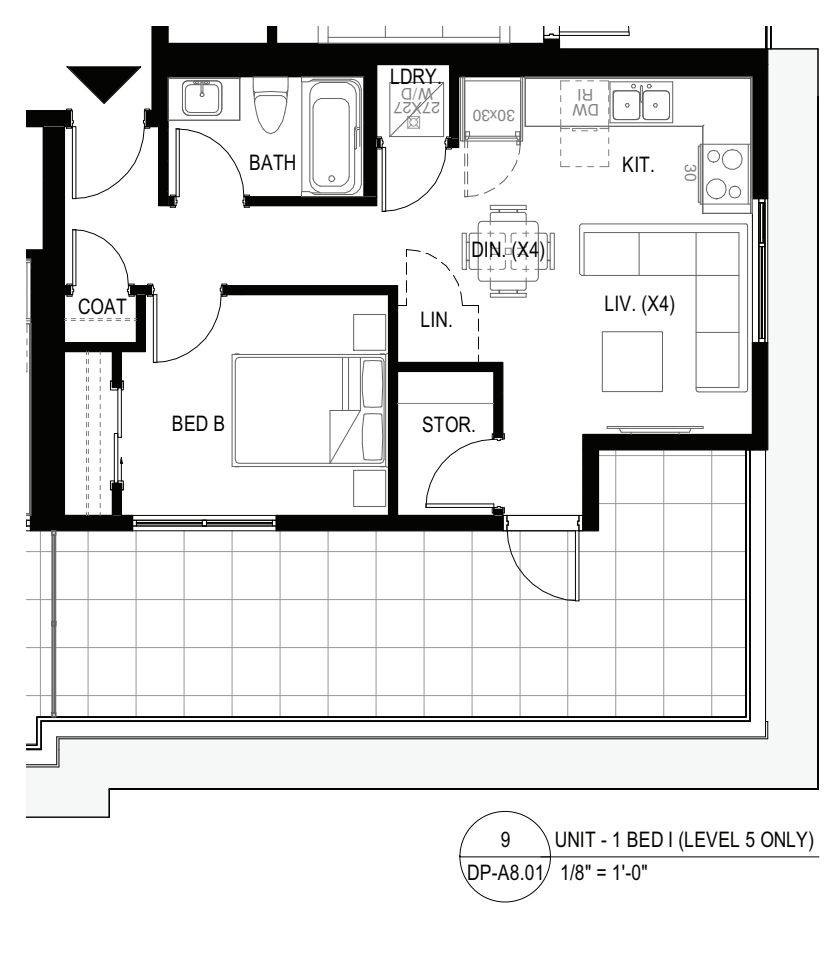 LDRY.
27X27
W/D
30x30
DW
RI
BATH
KIT.
30
DIN. (X4)
COAT
LIN.
LIV. (X4)
BED B
STOR.
9
UNIT - 1 BED I (LEVEL 5 ONLY)
DP-A8.01
1/8" = 1'-0"